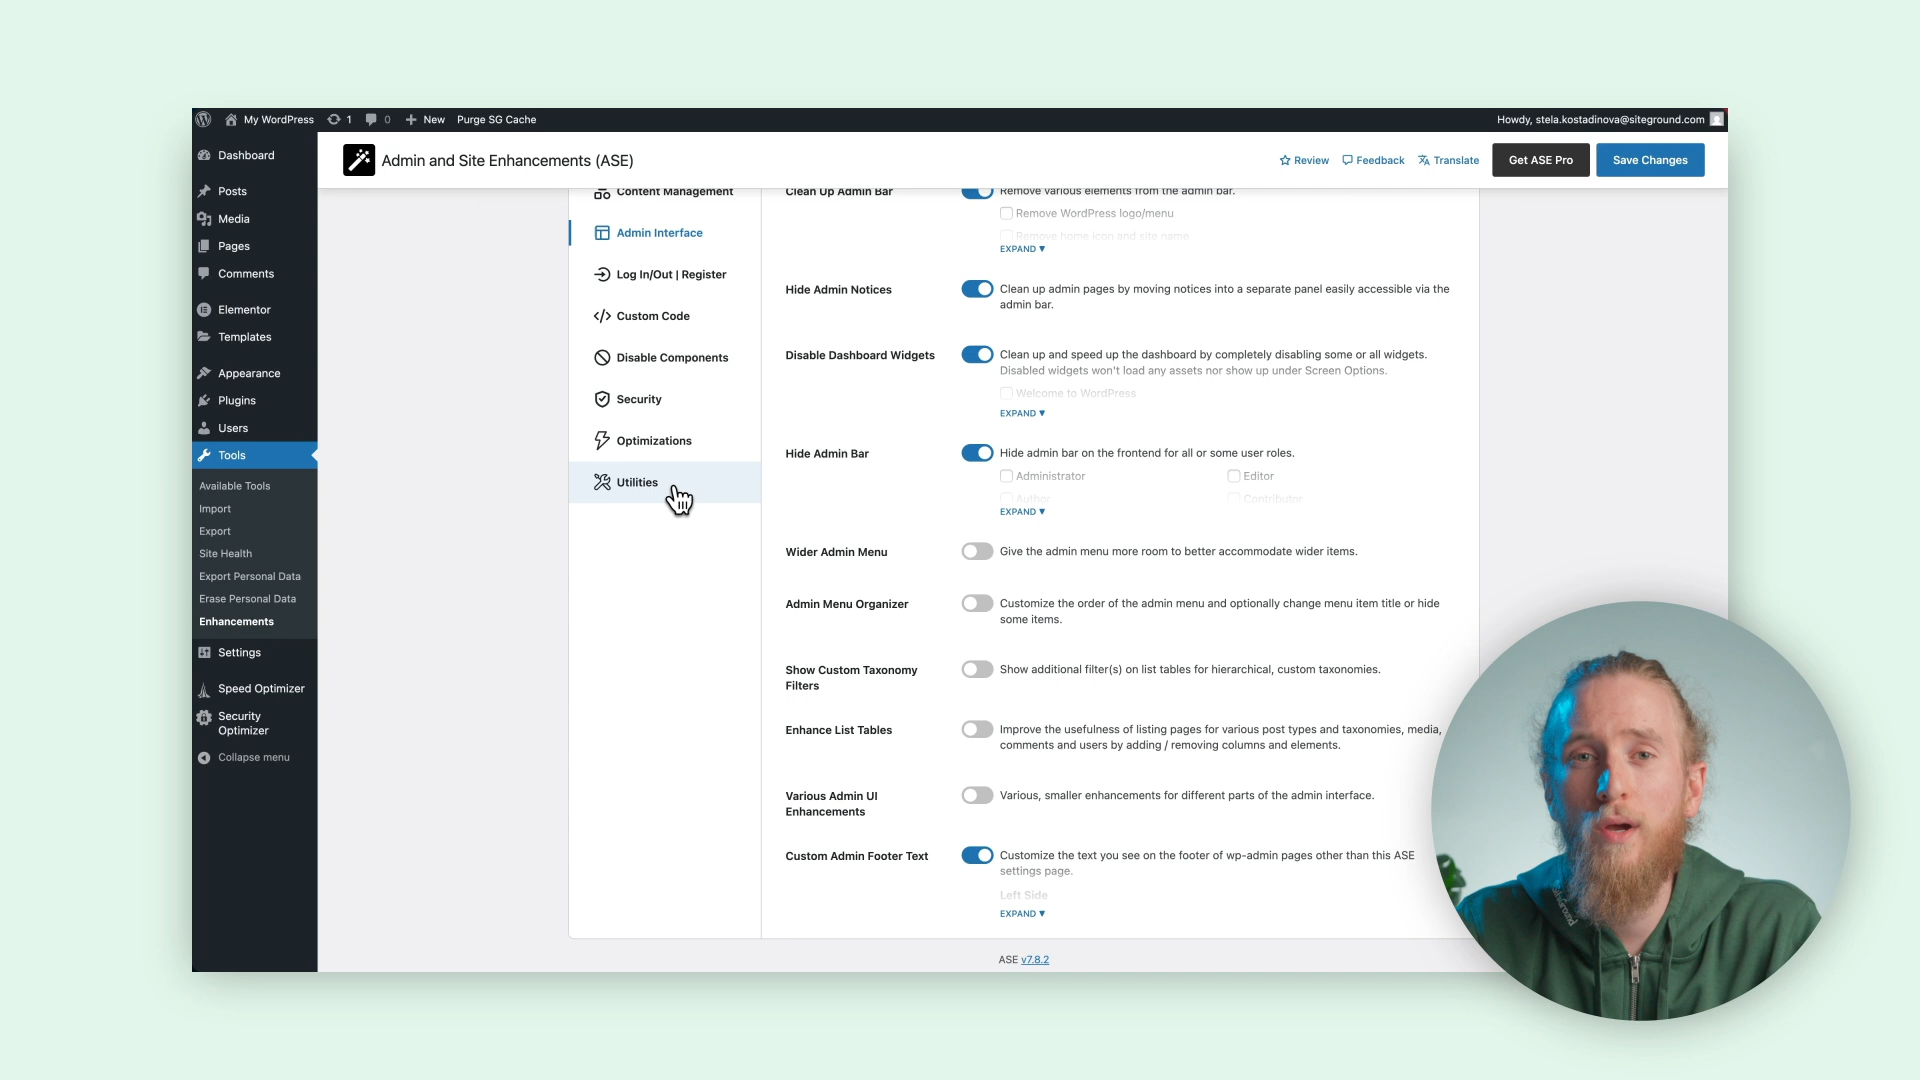 My WordPress
1
0
New
Purge SG Cache
Howdy, stela.kostadinova@siteground.com
Dashboard
Posts
Media
Pages
Comments
Elementor
Templates
Appearance
Plugins
Users
Tools
Available Tools
Import
Export
Site Health
Export Personal Data
Erase Personal Data
Enhancements
Settings
Speed Optimizer
Security
Optimizer
Collapse menu
Admin and Site Enhancements (ASE)
Review
Feedback
Translate
Get ASE Pro
Save Changes
Content Management
Admin Interface
Log In/Out | Register
Custom Code
Disable Components
Security
Optimizations
Utilities
Clean Up Admin Bar
Remove various elements from the admin bar.
Remove WordPress logo/menu
Remove home icon and site name
EXPAND ▼
Hide Admin Notices
Clean up admin pages by moving notices into a separate panel easily accessible via the
admin bar.
Disable Dashboard Widgets
Clean up and speed up the dashboard by completely disabling some or all widgets.
Disabled widgets won't load any assets nor show up under Screen Options.
Welcome to WordPress
EXPAND ▼
Hide Admin Bar
Hide admin bar on the frontend for all or some user roles.
Administrator
Editor
Author
Contributor
EXPAND ▼
Wider Admin Menu
Give the admin menu more room to better accommodate wider items.
Admin Menu Organizer
Customize the order of the admin menu and optionally change menu item title or hide
some items.
Show Custom Taxonomy
Filters
Show additional filter(s) on list tables for hierarchical, custom taxonomies.
Enhance List Tables
Improve the usefulness of listing pages for various post types and taxonomies, media,
comments and users by adding / removing columns and elements.
Various Admin UI
Enhancements
Various, smaller enhancements for different parts of the admin interface.
Custom Admin Footer Text
Customize the text you see on the footer of wp-admin pages other than this ASE
settings page.
Left Side
EXPAND ▼
ASE v7.8.2